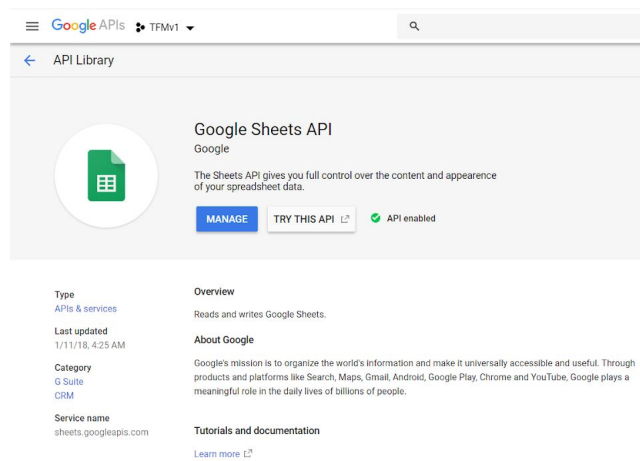 Google APIs TFMv1
API Library
Google Sheets API
Google
The Sheets API gives you full control over the content and appearence
of your spreadsheet data.
MANAGE TRY THIS API API enabled
Type
APIs & services
Last updated
1/11/18, 4:25 AM
Category
G Suite
CRM
Service name
sheets.googleapis.com
Overview
Reads and writes Google Sheets.
About Google
Google's mission is to organize the world's information and make it universally accessible and useful. Through
products and platforms like Search, Maps, Gmail, Android, Google Play, Chrome and YouTube, Google plays a
meaningful role in the daily lives of billions of people.
Tutorials and documentation
Learn more